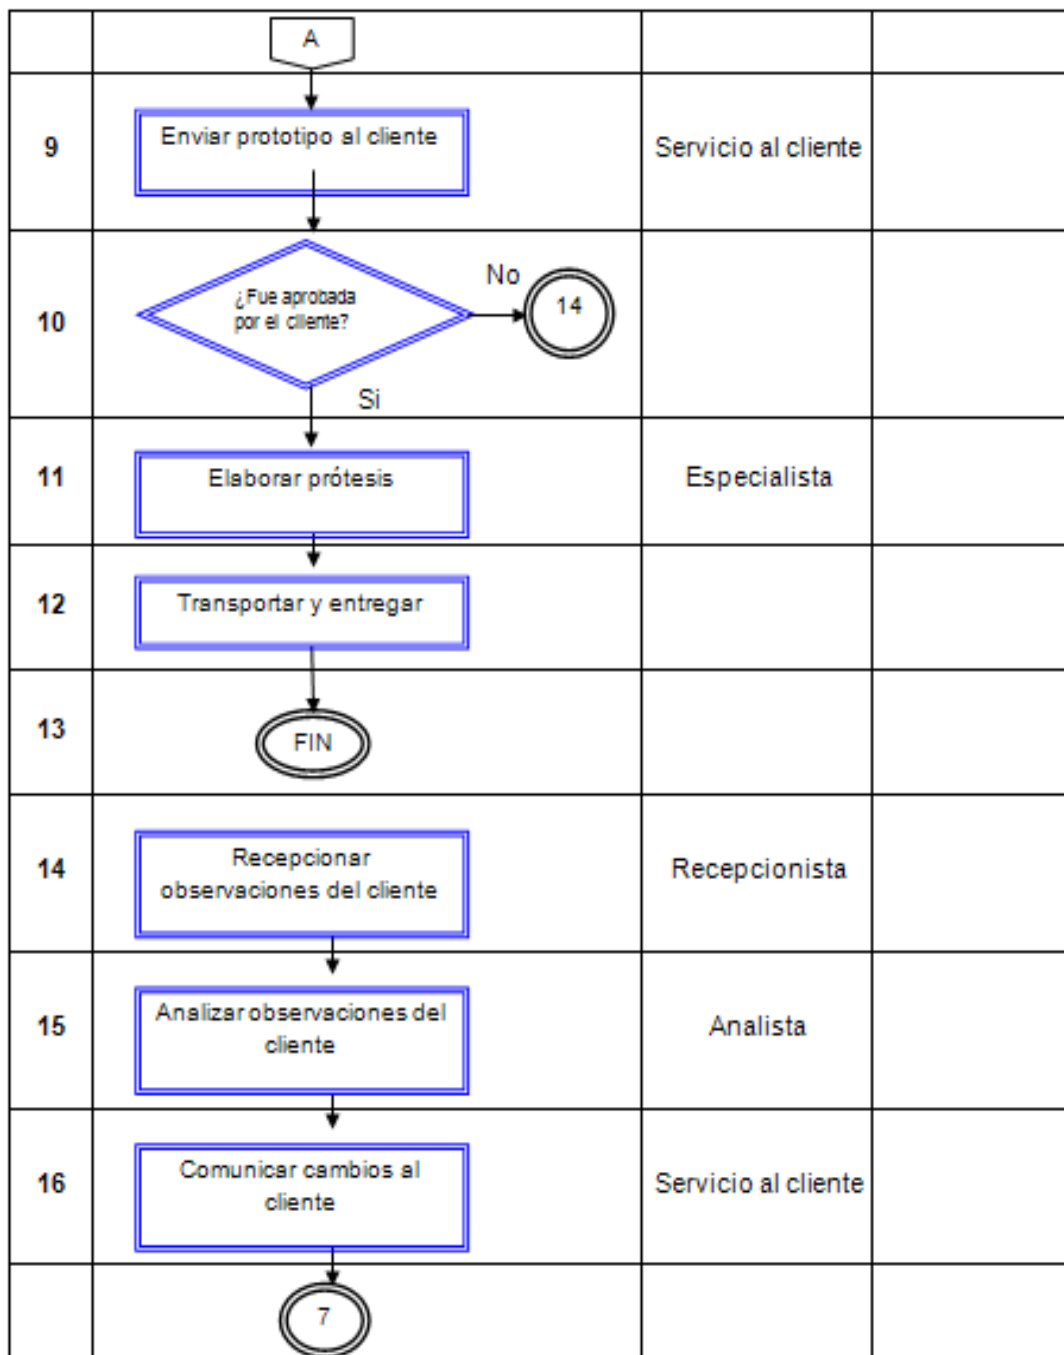 A
9
Enviar prototipo al cliente
Servicio al cliente
10
¿Fue aprobada
por el cliente?
No
14
Si
11
Elaborar prótesis
Especialista
12
Transportar y entregar
13
FIN
14
Recepcionar
observaciones del cliente
Recepcionista
15
Analizar observaciones del
cliente
Analista
16
Comunicar cambios al
cliente
Servicio al cliente
7